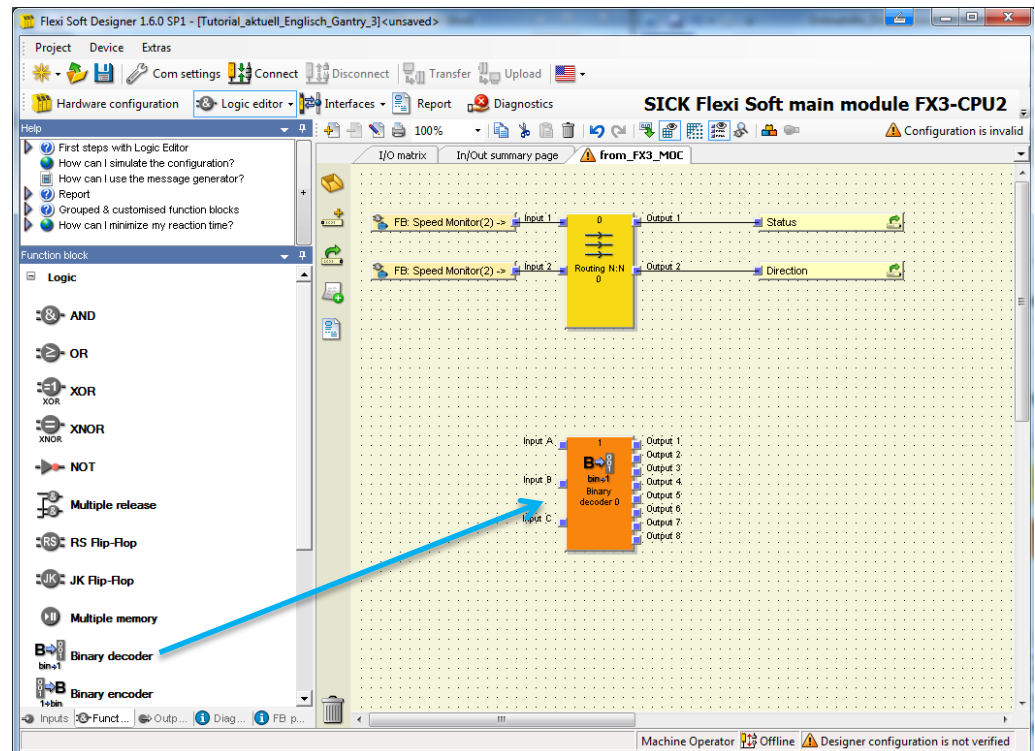 Flexi Soft Designer 1.6.0 SP1 - [Tutorial_aktuell_Englisch_Gantry_3]<unsaved>
Project Device Extras
Com settings Connect Disconnect Transfer Upload
Hardware configuration Logic editor Interfaces Report Diagnostics SICK Flexi Soft main module FX3-CPU2
Help
100%
Configuration is invalid
First steps with Logic Editor
How can I simulate the configuration?
How can I use the message generator?
Report
Grouped & customised function blocks
How can I minimize my reaction time?
I/O matrix In/Out summary page from_FX3_MOC
Function block
Logic
AND
OR
XOR
XOR
XNOR
XNOR
NOT
Multiple release
RS RS Flip-Flop
JK JK Flip-Flop
Multiple memory
B Binary decoder
bin÷1
B Binary encoder
1÷bin
FB: Speed Monitor(2) -> Input 1 0 Output 1 Status
FB: Speed Monitor(2) -> Input 2 Routing N:N Output 2 Direction
0
Input A 1 Output 1
Output 2
B Output 3
Input B bin÷1 Output 4
Binary Output 5
decoder 0 Output 6
Input C Output 7
Output 8
Inputs Funct... Outp... Diag... FB p...
Machine Operator Offline Designer configuration is not verified